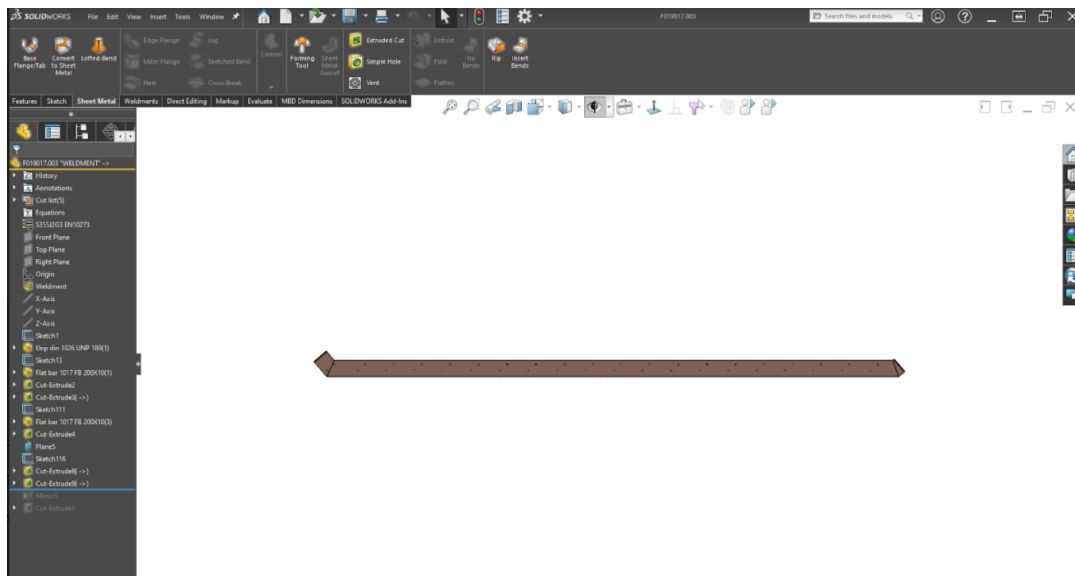 SOLIDWORKS File Edit View Insert Tools Window F019017.003 Search files and models
Base Flange/Tab
Convert to Sheet Metal
Lofted-Bend
Edge Flange
Miter Flange
Hem
Jog
Sketched Bend
Cross-Break
Corners
Forming Tool
Sheet Metal Gusset
Extruded Cut
Simple Hole
Vent
Unfold
Fold
Flatten
No Bends
Rip
Insert Bends
Features Sketch Sheet Metal Weldments Direct Editing Markup Evaluate MBD Dimensions SOLIDWORKS Add-Ins
F019017.003 "WELDMENT" ->
History
Annotations
Cut list(5)
Equations
S355J2G3 EN10273
Front Plane
Top Plane
Right Plane
Origin
Weldment
X-Axis
Y-Axis
Z-Axis
Sketch1
Unp din 1026 UNP 180(1)
Sketch13
Flat bar 1017 FB 200X10(1)
Cut-Extrude2
Cut-Extrude3( -> )
Sketch111
Flat bar 1017 FB 200X10(3)
Cut-Extrude4
Plane5
Sketch116
Cut-Extrude8( -> )
Cut-Extrude9( -> )
Mirror5
Cut-Extrude5